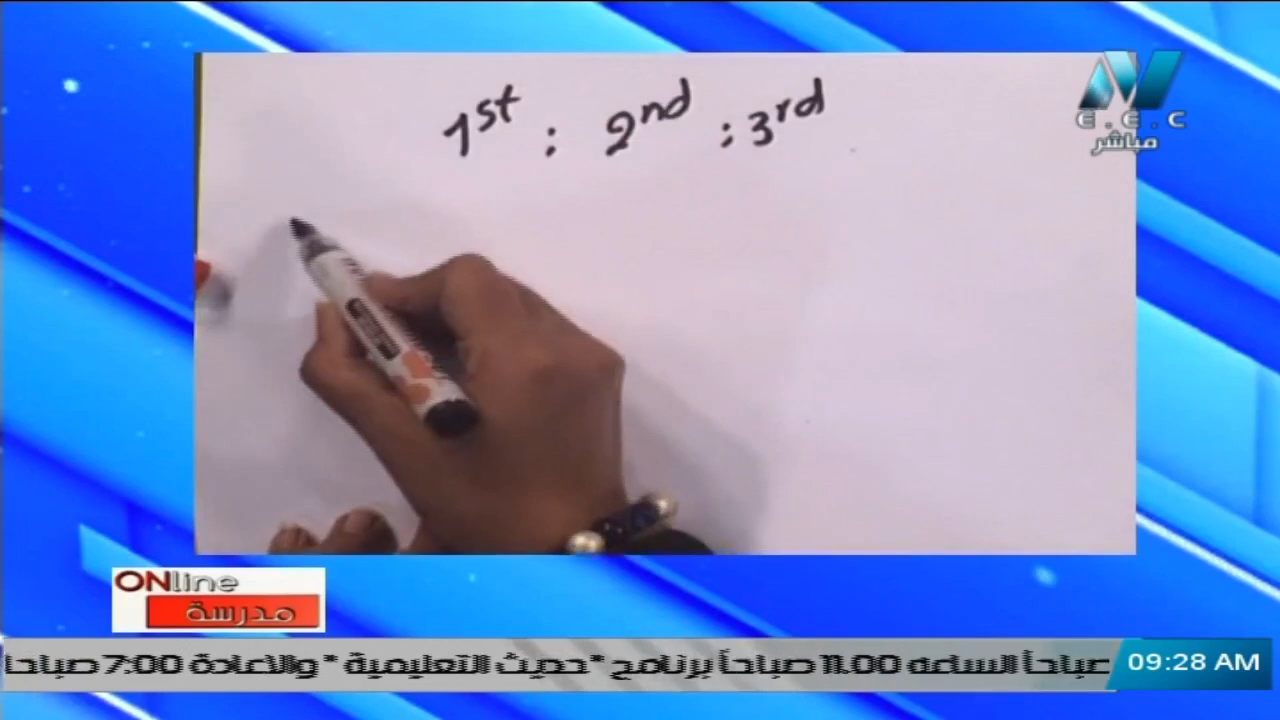 1st : 2nd : 3rd
E.E.C
مباشر
ONline
مدرسة
صباحاً الساعه 11.00 صباحاً برنامج "حديث التعليمية" والاعادة 7:00 صباحا
09:28 AM